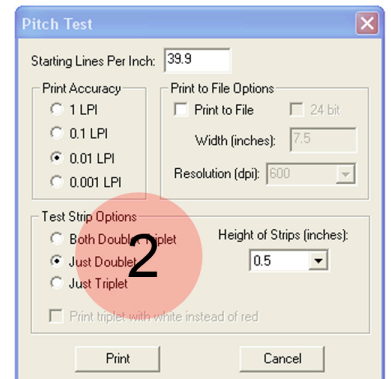 Pitch Test
Starting Lines Per Inch: 39.9
Print Accuracy
1 LPI
0.1 LPI
0.01 LPI
0.001 LPI
Print to File Options
Print to File 24 bit
Width (inches): 7.5
Resolution (dpi): 600
Test Strip Options
Both Doublet Triplet
Just Doublet
Just Triplet
2
Height of Strips (inches):
0.5
Print triplet with white instead of red
Print Cancel